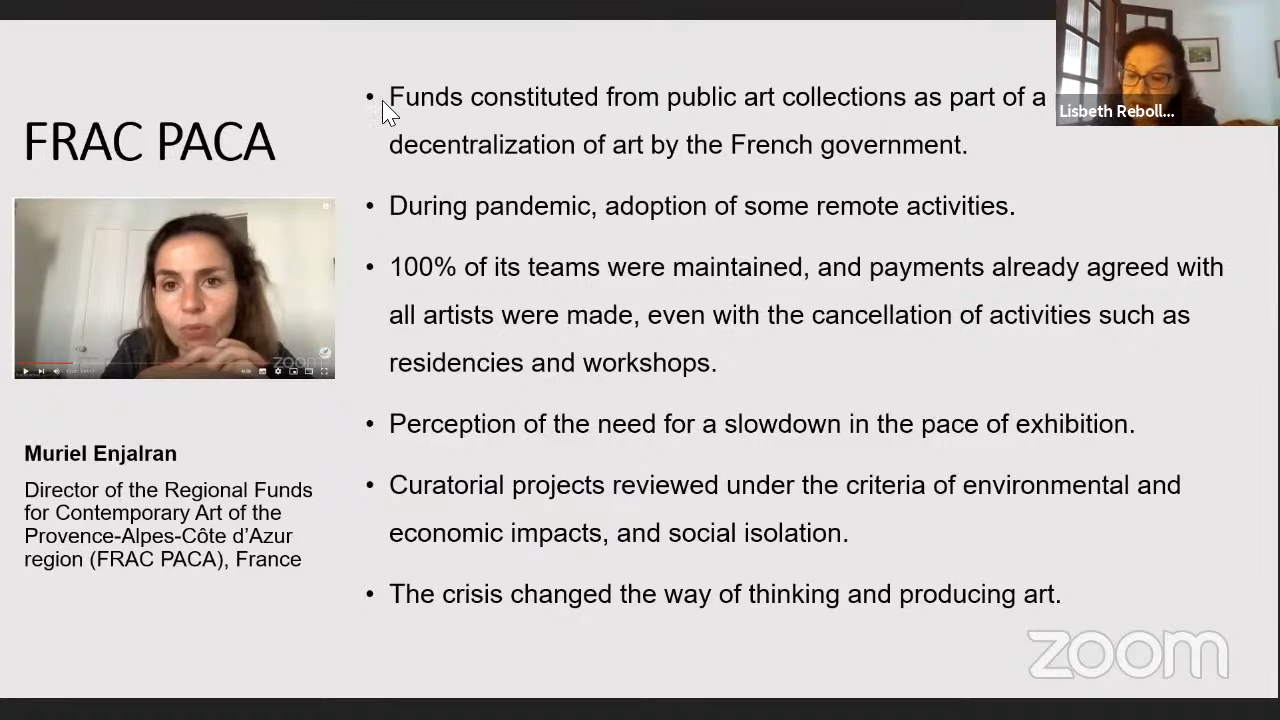 FRAC PACA
Muriel Enjalran
Director of the Regional Funds
for Contemporary Art of the
Provence-Alpes-Côte d’Azur
region (FRAC PACA), France
• Funds constituted from public art collections as part of a
decentralization of art by the French government.
• During pandemic, adoption of some remote activities.
• 100% of its teams were maintained, and payments already agreed with
all artists were made, even with the cancellation of activities such as
residencies and workshops.
• Perception of the need for a slowdown in the pace of exhibition.
• Curatorial projects reviewed under the criteria of environmental and
economic impacts, and social isolation.
• The crisis changed the way of thinking and producing art.
Lisbeth Reboll...
zoom
zoom